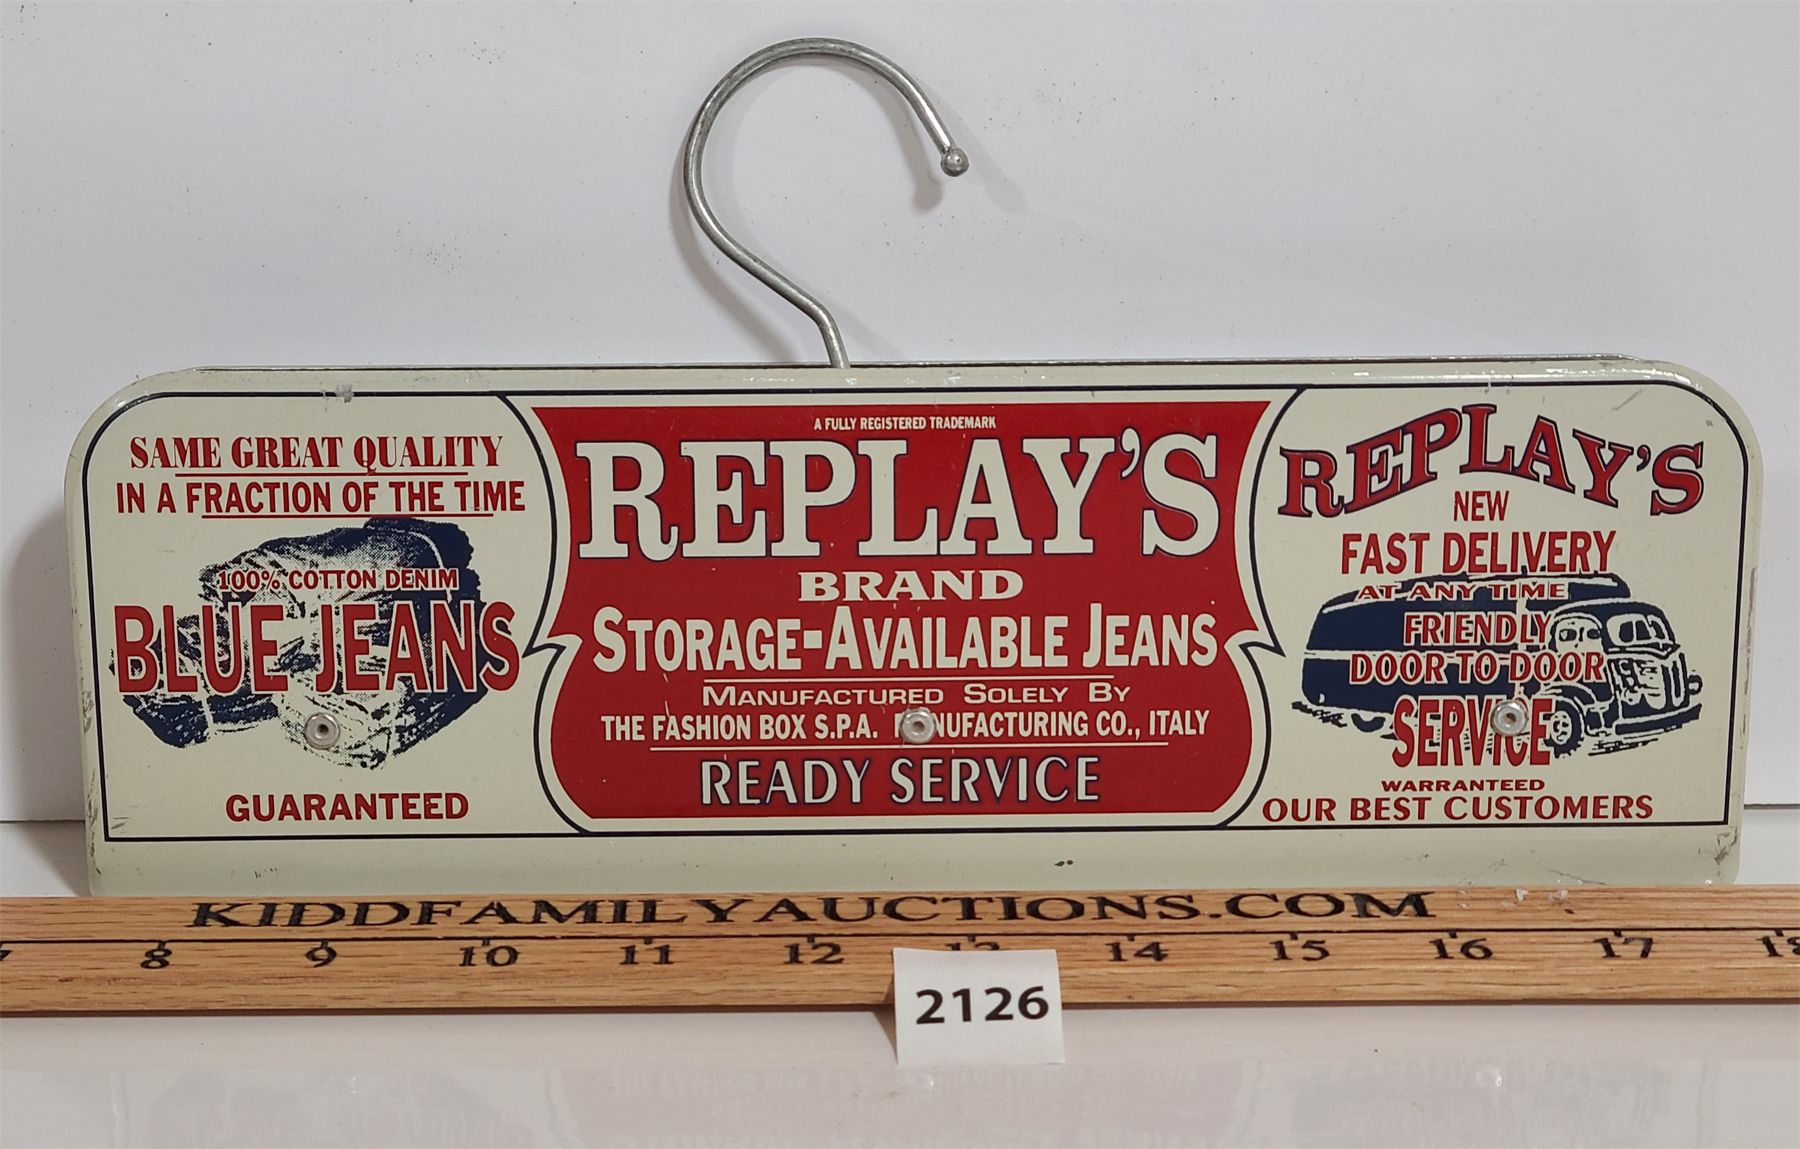 SAME GREAT QUALITY
IN A FRACTION OF THE TIME
100% COTTON DENIM
BLUE JEANS
GUARANTEED
A FULLY REGISTERED TRADEMARK
REPLAY'S
BRAND
STORAGE-AVAILABLE JEANS
MANUFACTURED SOLELY BY
THE FASHION BOX S.P.A. MANUFACTURING CO., ITALY
READY SERVICE
REPLAY'S
NEW
FAST DELIVERY
AT ANY TIME
FRIENDLY
DOOR TO DOOR
SERVICE
WARRANTEED
OUR BEST CUSTOMERS
KIDDFAMILYAUCTIONS.COM
7 8 9 10 11 12 13 14 15 16 17 18
2126